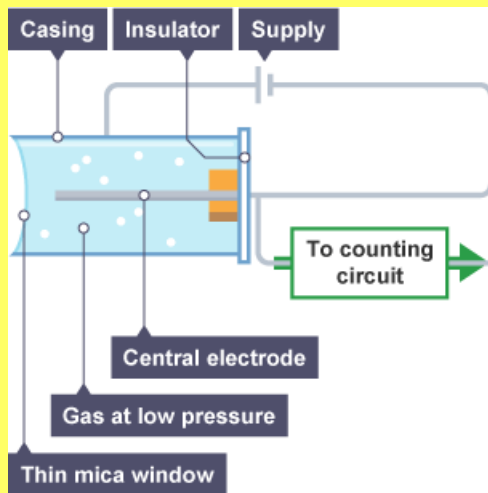 Casing
Insulator
Supply
To counting
circuit
Central electrode
Gas at low pressure
Thin mica window